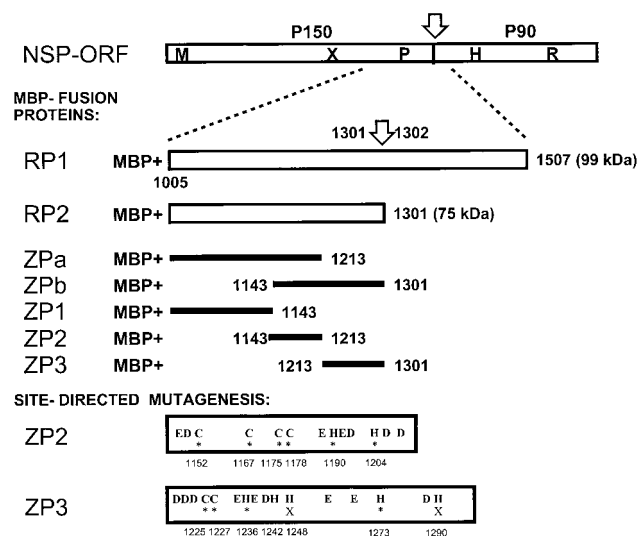 P150 P90
NSP-ORF M X P H R
MBP- FUSION
PROTEINS:
1301 1302
RP1 MBP+ 1507 (99 kDa)
1005
RP2 MBP+ 1301 (75 kDa)
ZPa MBP+ 1213
ZPb MBP+ 1143 1301
ZP1 MBP+ 1143
ZP2 MBP+ 1143 1213
ZP3 MBP+ 1213 1301
SITE- DIRECTED MUTAGENESIS:
ZP2 ED C C C C E HED H D D
* * * * * *
1152 1167 1175 1178 1190 1204
ZP3 DDD CC EHE DH H E E H D H
* * * X * X
1225 1227 1236 1242 1248 1273 1290